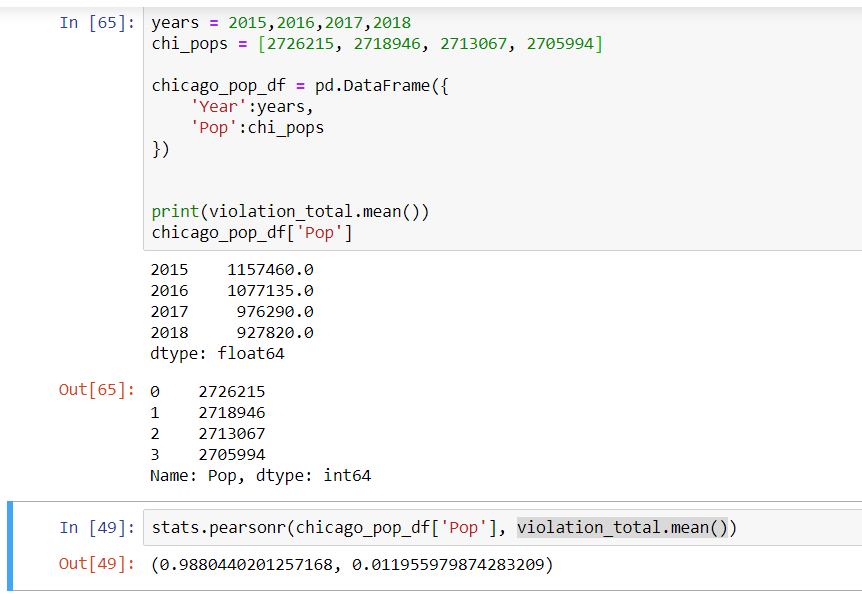 In [65]: years = 2015,2016,2017,2018
chi_pops = [2726215, 2718946, 2713067, 2705994]
chicago_pop_df = pd.DataFrame({
'Year':years,
'Pop':chi_pops
})
print(violation_total.mean())
chicago_pop_df['Pop']
2015 1157460.0
2016 1077135.0
2017 976290.0
2018 927820.0
dtype: float64
Out[65]: 0 2726215
1 2718946
2 2713067
3 2705994
Name: Pop, dtype: int64
In [49]: stats.pearsonr(chicago_pop_df['Pop'], violation_total.mean())
Out[49]: (0.9880440201257168, 0.011955979874283209)